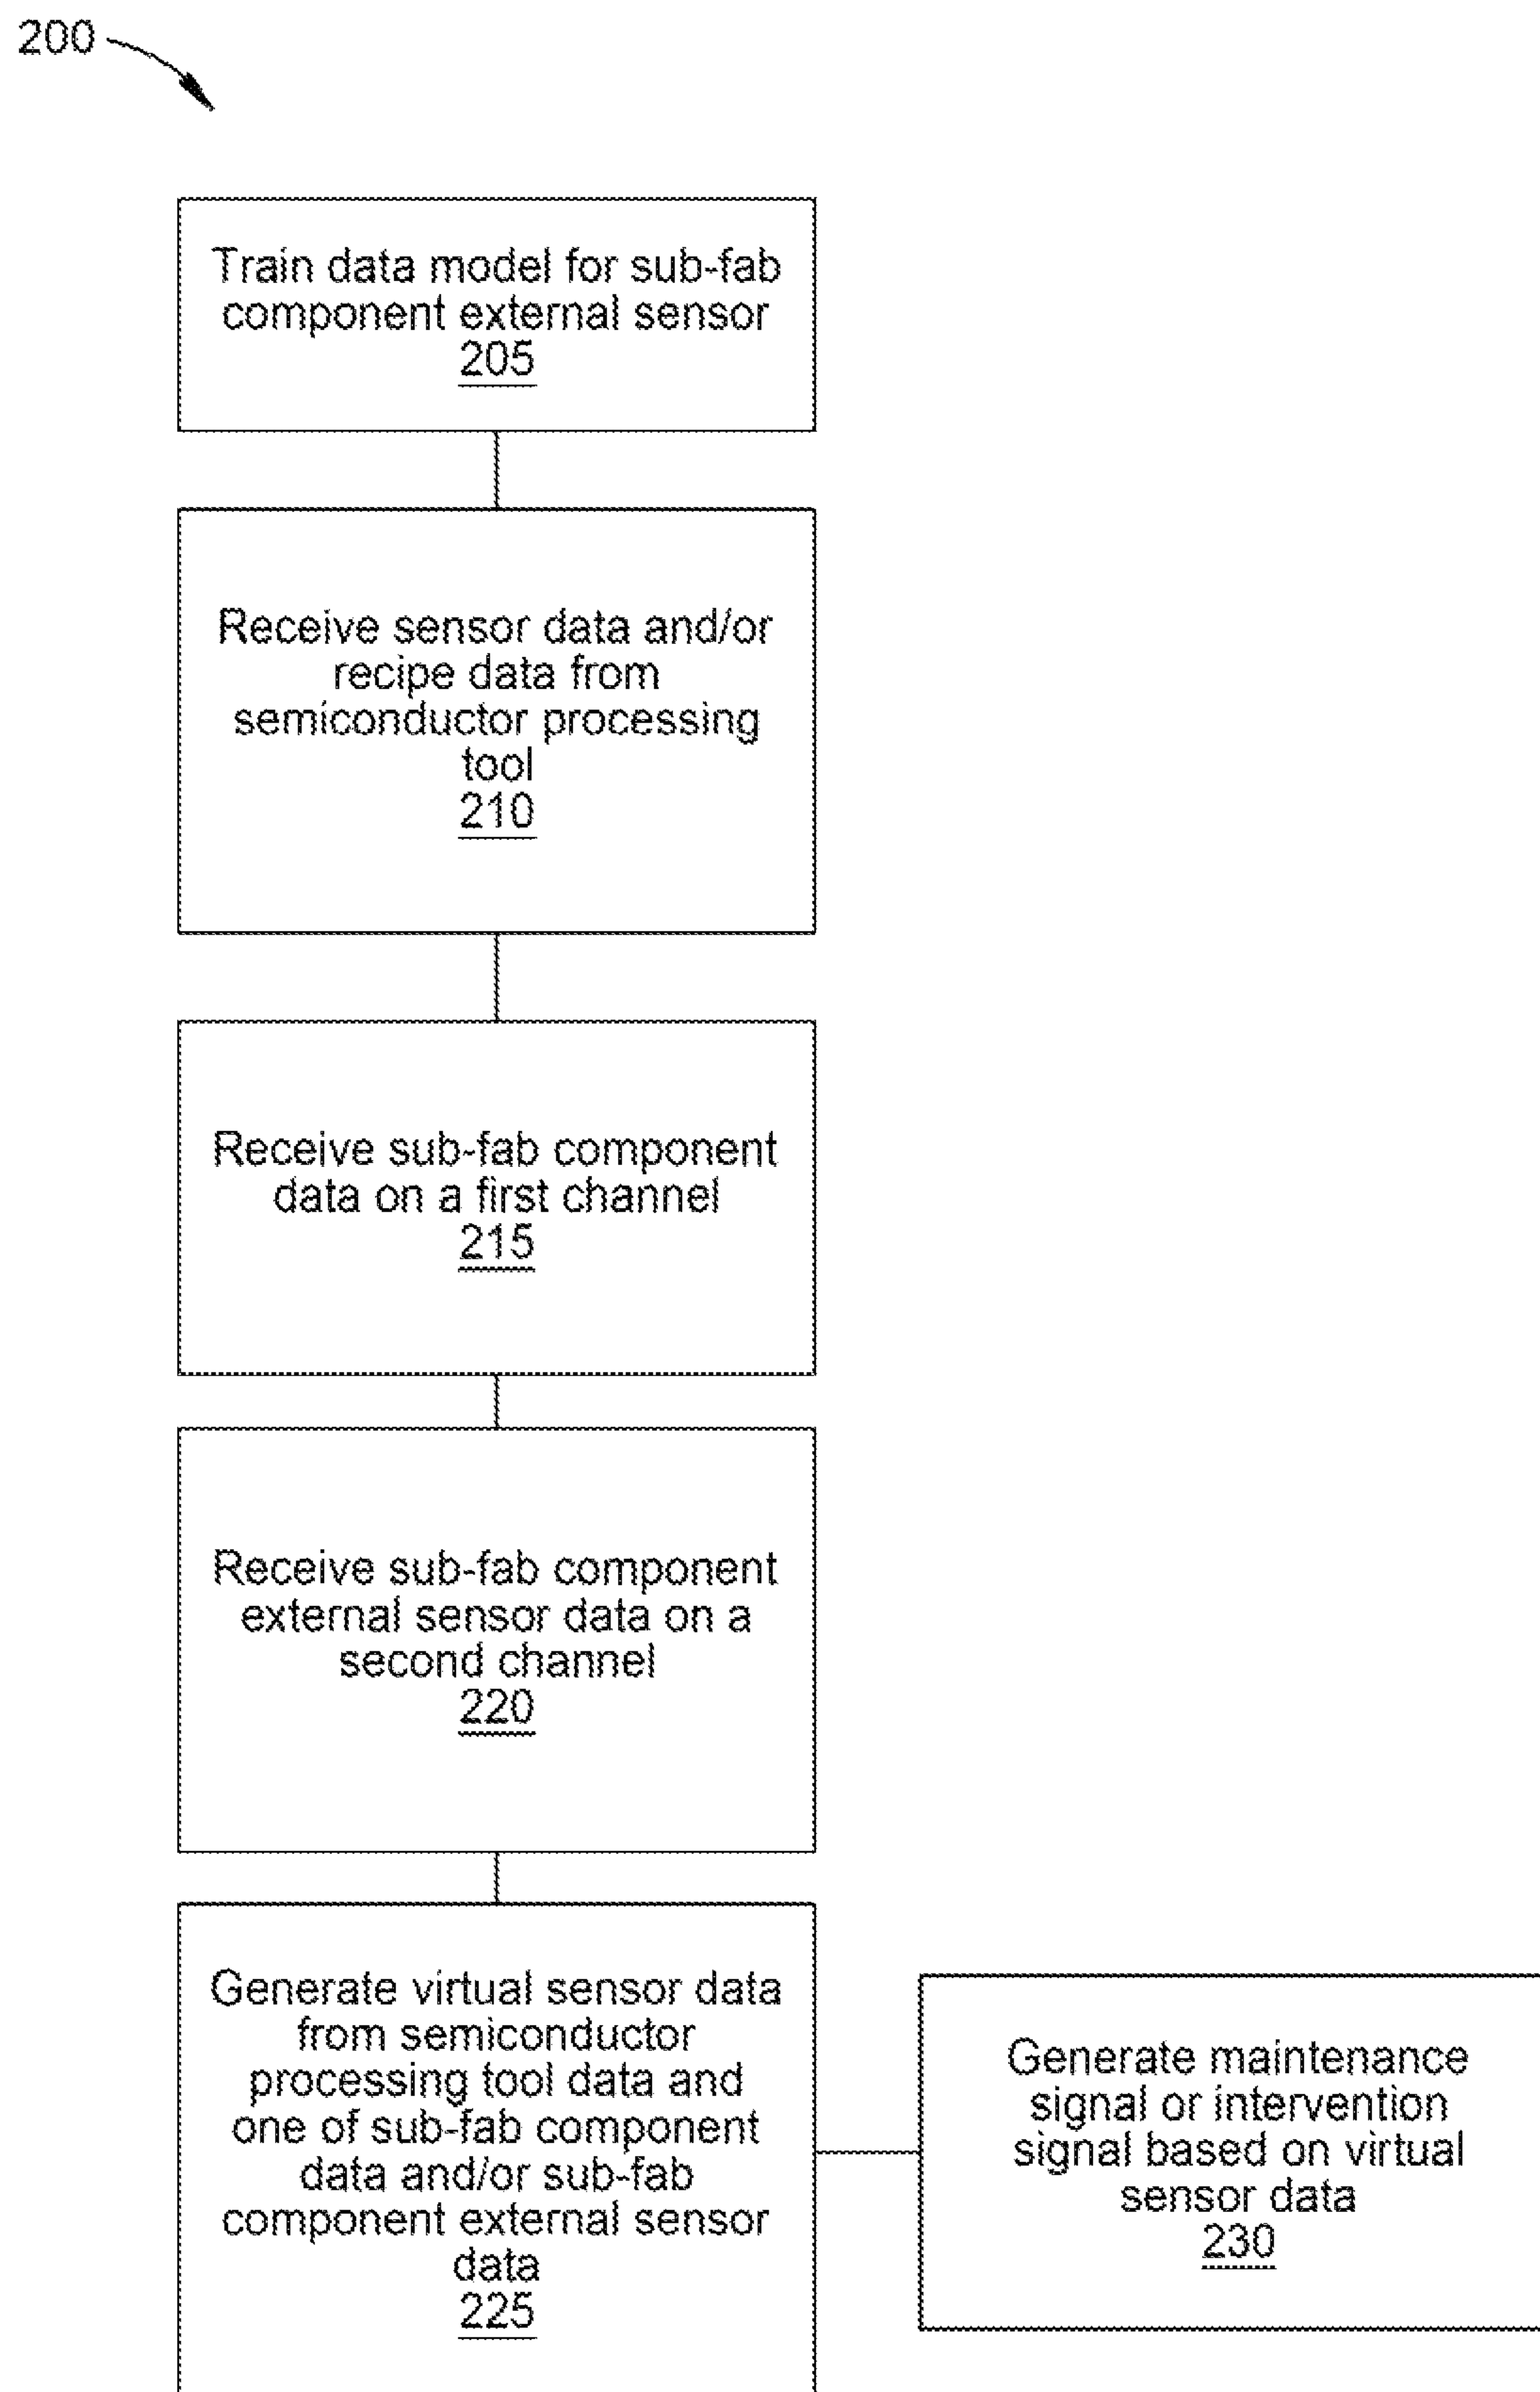 200
Train data model for sub-fab
component external sensor
205
Receive sensor data and/or
recipe data from
semiconductor processing
tool
210
Receive sub-fab component
data on a first channel
215
Receive sub-fab component
external sensor data on a
second channel
220
Generate virtual sensor data
from semiconductor
processing tool data and
one of sub-fab component
data and/or sub-fab
component external sensor
data
225
Generate maintenance
signal or intervention
signal based on virtual
sensor data
230